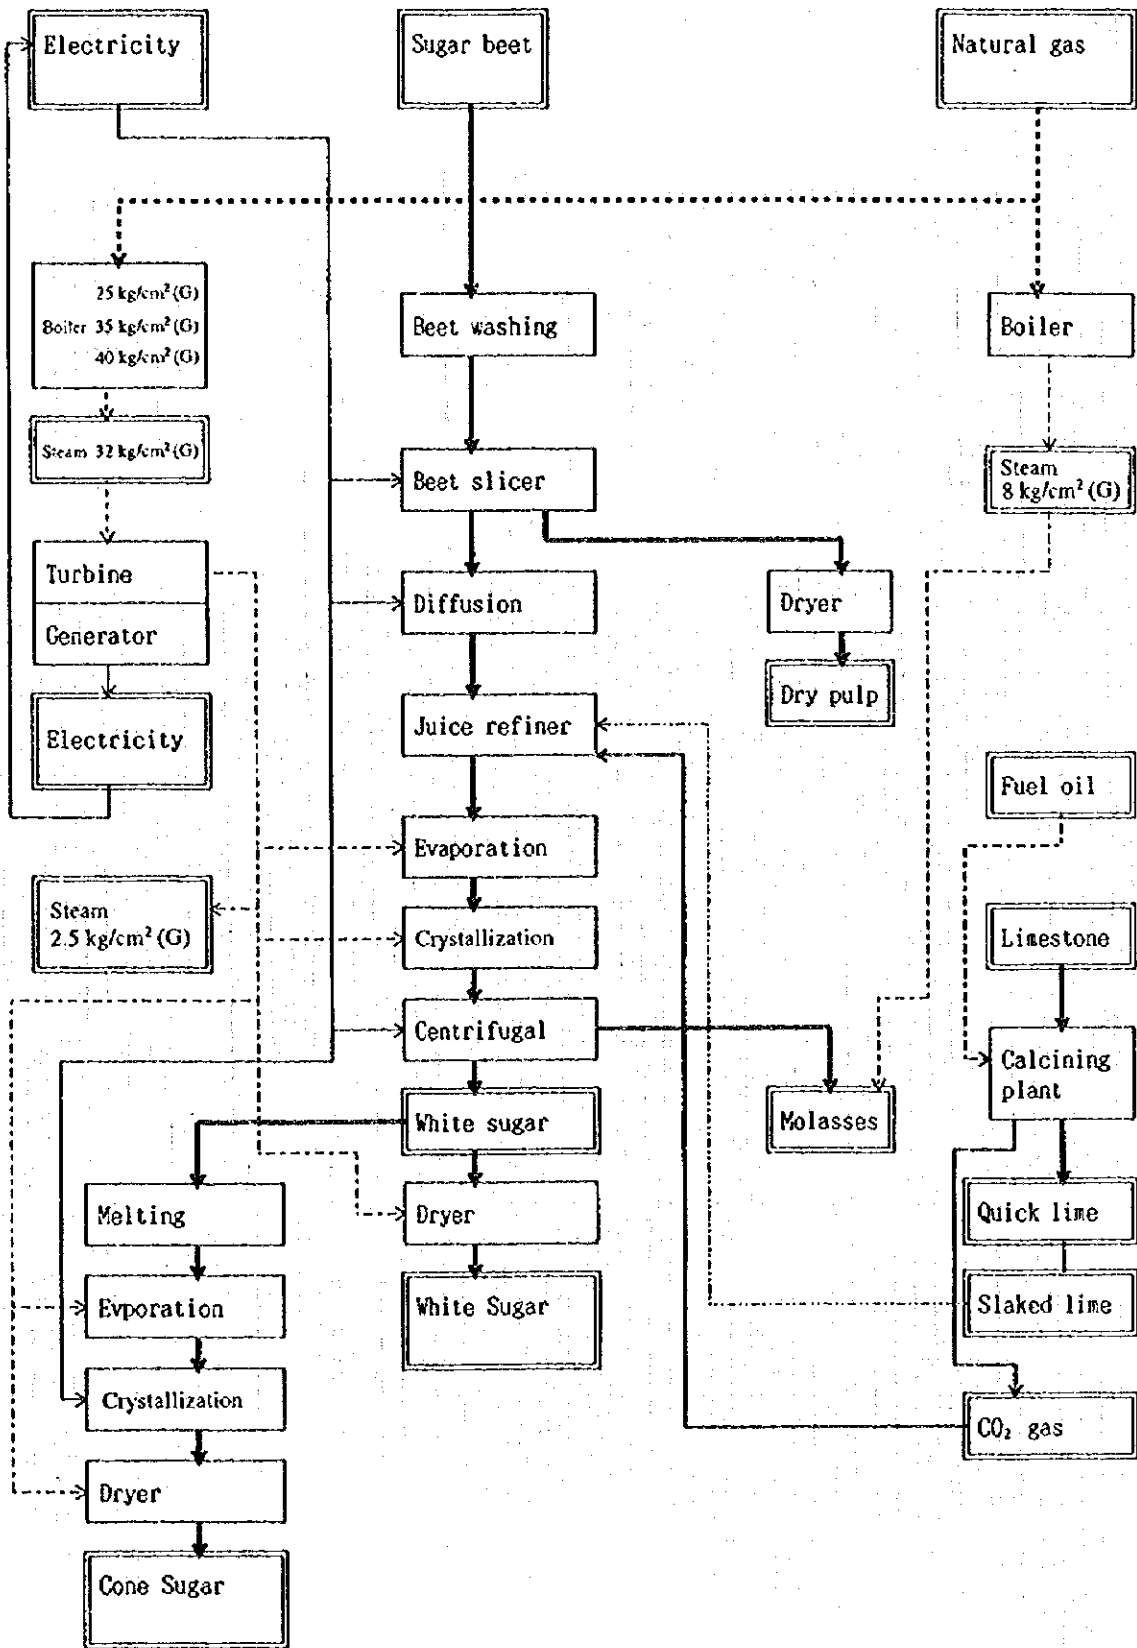 Electricity
Sugar beet
Natural gas
25 kg/cm² (G)
Boiler 35 kg/cm² (G)
40 kg/cm² (G)
Beet washing
Boiler
Steam 32 kg/cm² (G)
Beet slicer
Steam
8 kg/cm² (G)
Turbine
Generator
Diffusion
Dryer
Electricity
Juice refiner
Dry pulp
Fuel oil
Evaporation
Steam
2.5 kg/cm² (G)
Crystallization
Limestone
Centrifugal
Calcining
plant
White sugar
Molasses
Melting
Dryer
Quick lime
Evporation
White Sugar
Slaked lime
Crystallization
CO₂ gas
Dryer
Cone Sugar